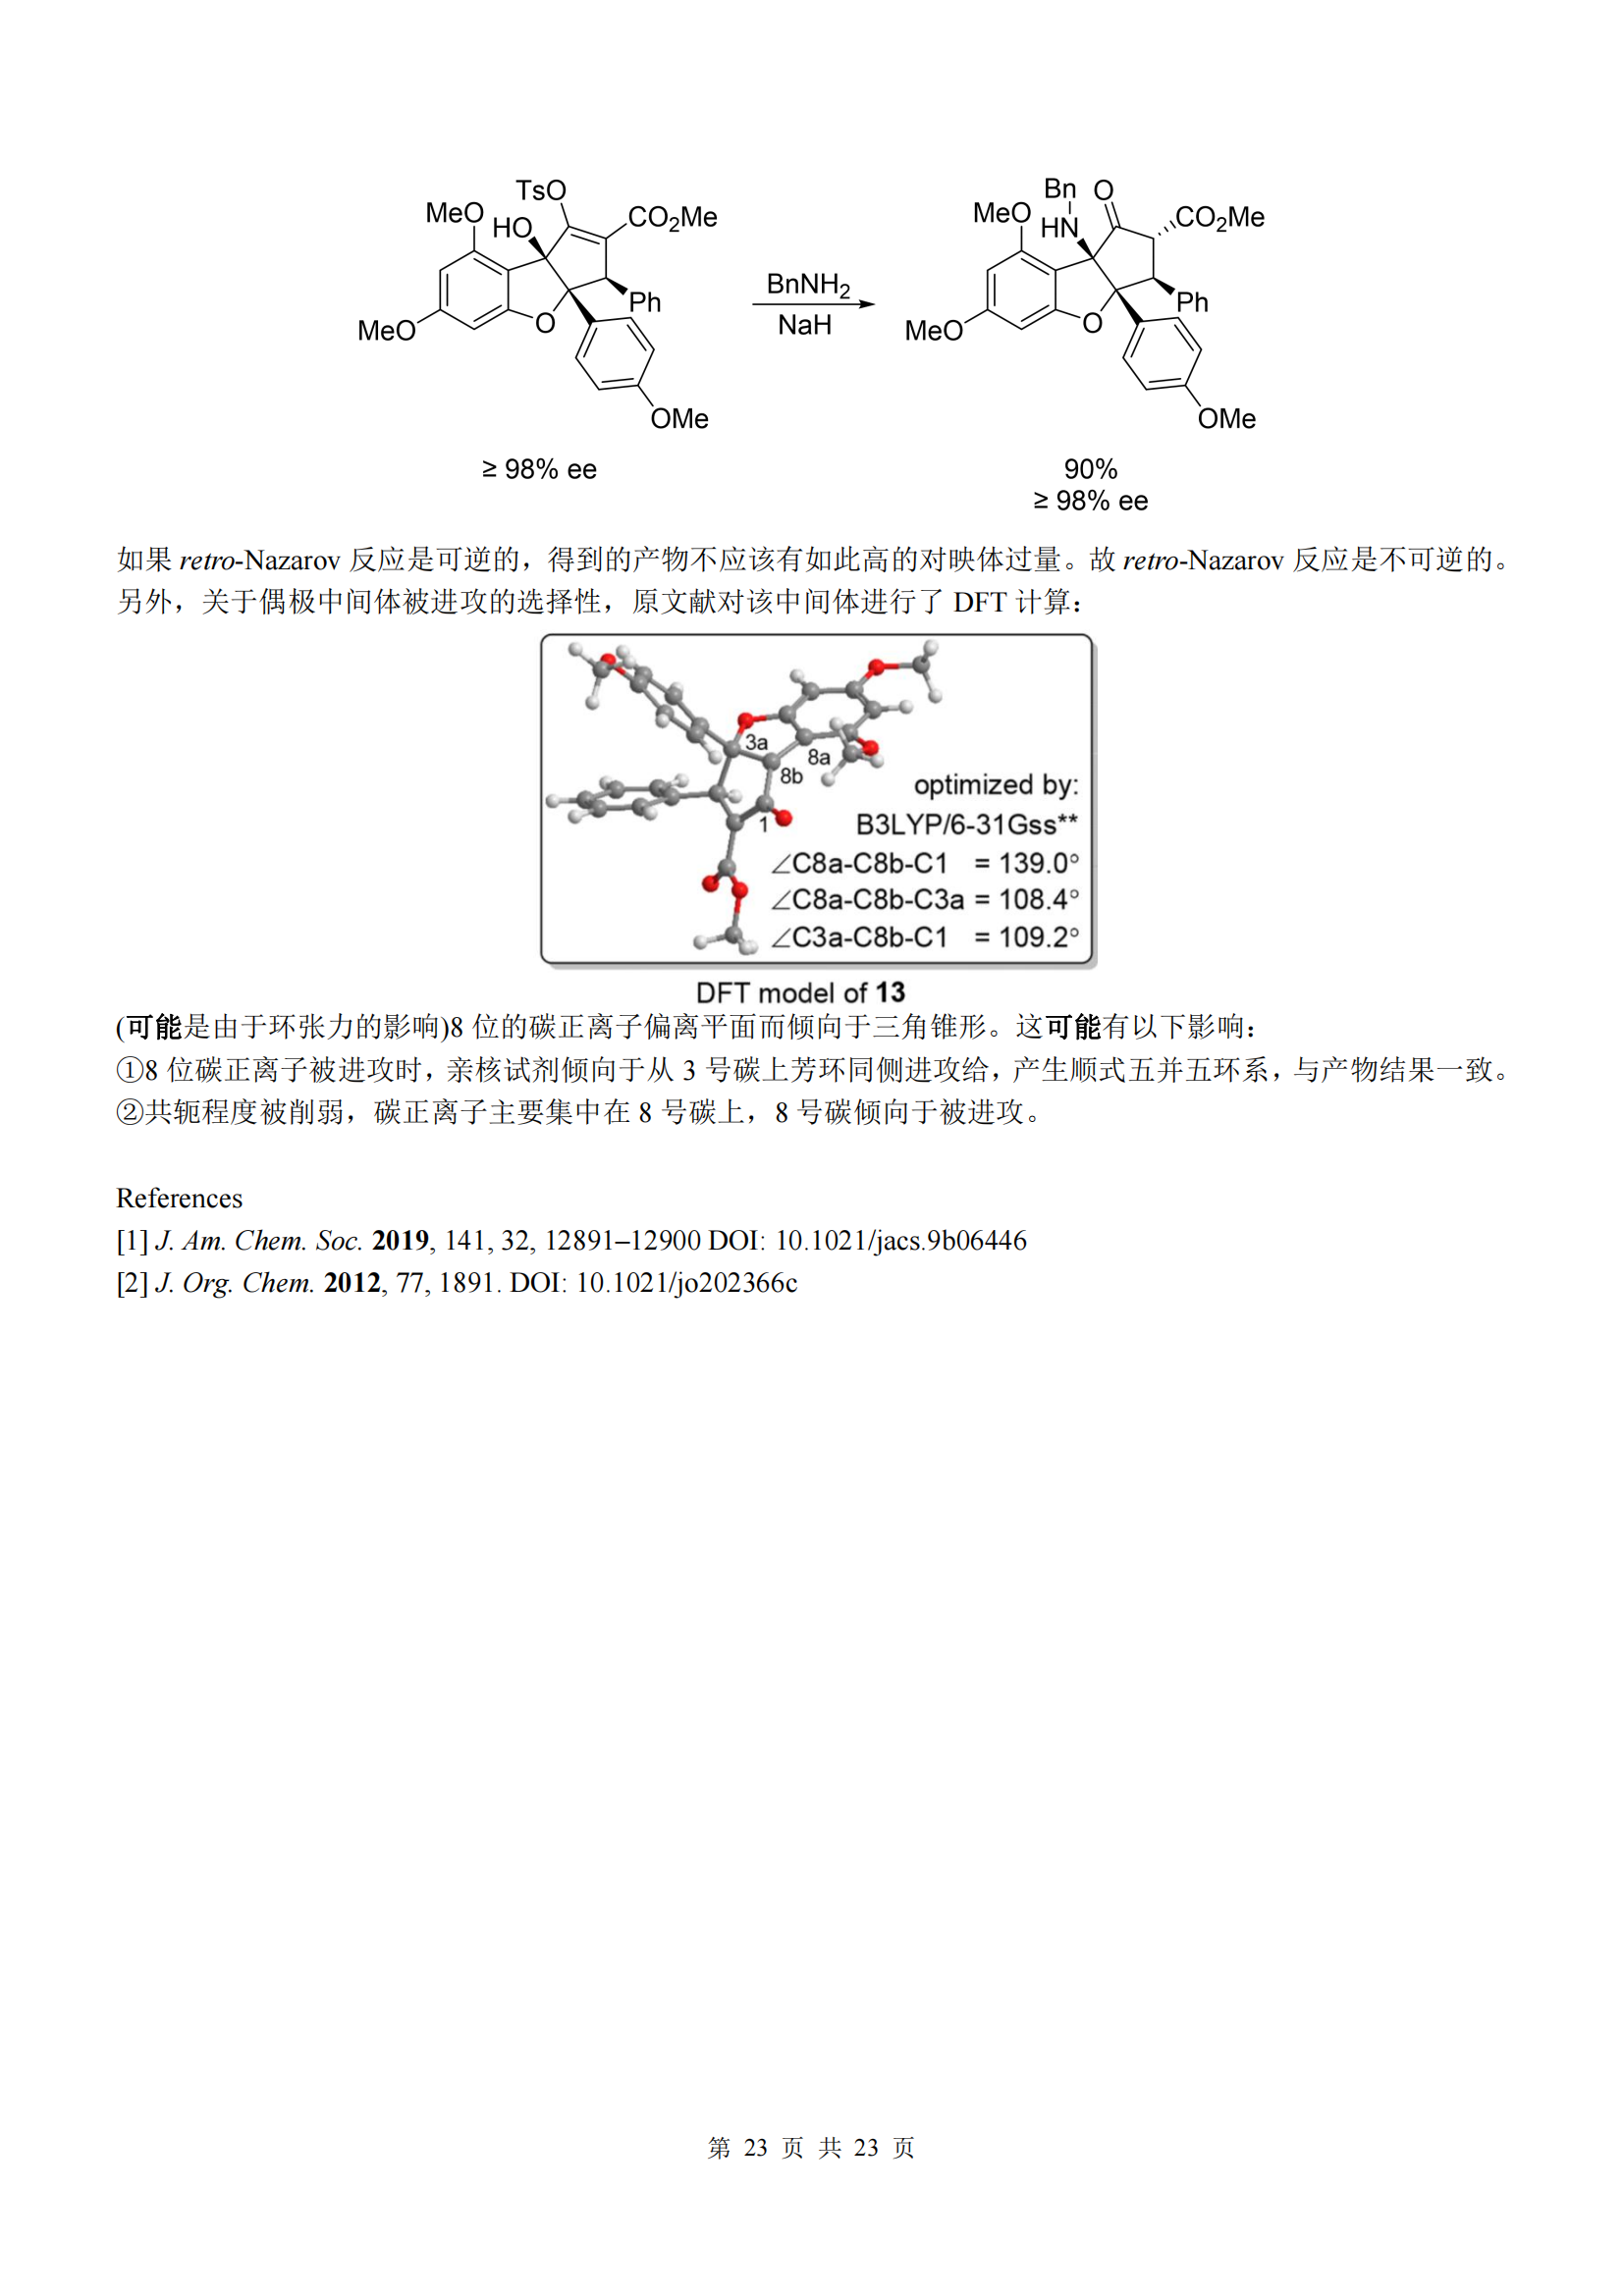 TsO
MeO HO CO2Me
Ph
MeO O
OMe
≥ 98% ee
BnNH2
NaH
Bn O
MeO HN CO2Me
Ph
MeO O
OMe
90%
≥ 98% ee
如果 retro-Nazarov 反应是可逆的，得到的产物不应该有如此高的对映体过量。故 retro-Nazarov 反应是不可逆的。
另外，关于偶极中间体被进攻的选择性，原文献对该中间体进行了 DFT 计算：
3a
8a
8b
1
optimized by:
B3LYP/6-31Gss**
∠C8a-C8b-C1 = 139.0°
∠C8a-C8b-C3a = 108.4°
∠C3a-C8b-C1 = 109.2°
DFT model of 13
(可能是由于环张力的影响)8 位的碳正离子偏离平面而倾向于三角锥形。这可能有以下影响：
①8 位碳正离子被进攻时，亲核试剂倾向于从 3 号碳上芳环同侧进攻给，产生顺式五并五环系，与产物结果一致。
②共轭程度被削弱，碳正离子主要集中在 8 号碳上，8 号碳倾向于被进攻。
References
[1] J. Am. Chem. Soc. 2019, 141, 32, 12891–12900 DOI: 10.1021/jacs.9b06446
[2] J. Org. Chem. 2012, 77, 1891. DOI: 10.1021/jo202366c
第 23 页 共 23 页